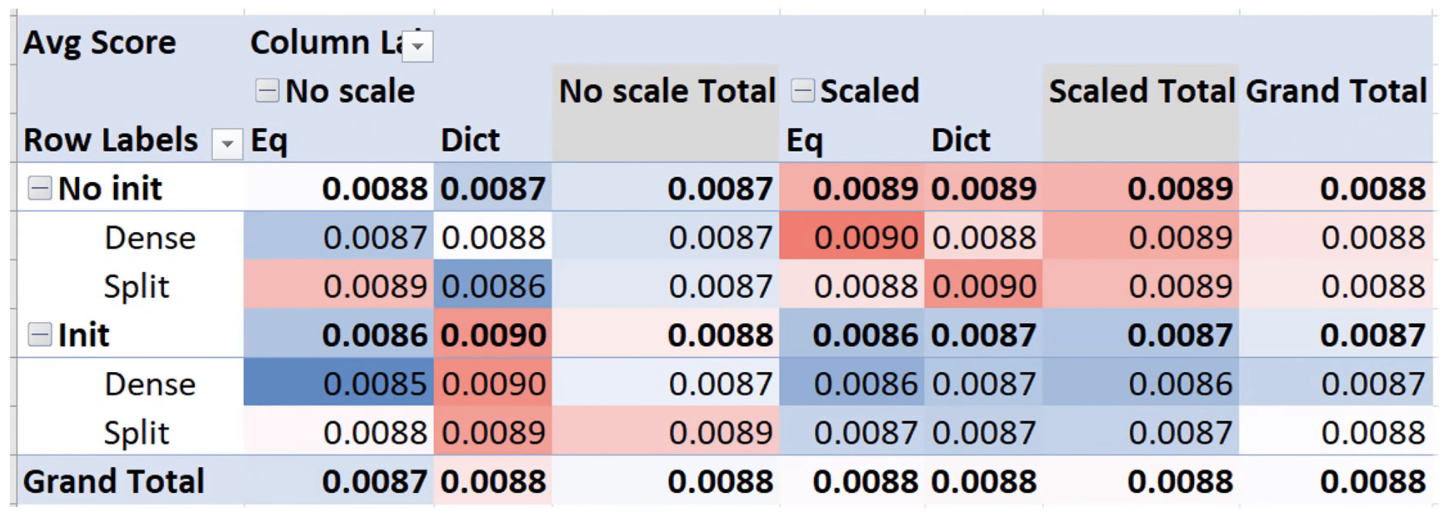 Avg Score Column La
No scale No scale Total Scaled Scaled Total Grand Total
Row Labels Eq Dict Eq Dict
No init 0.0088 0.0087 0.0087 0.0089 0.0089 0.0089 0.0088
Dense 0.0087 0.0088 0.0087 0.0090 0.0088 0.0089 0.0088
Split 0.0089 0.0086 0.0087 0.0088 0.0090 0.0089 0.0088
Init 0.0086 0.0090 0.0088 0.0086 0.0087 0.0087 0.0087
Dense 0.0085 0.0090 0.0087 0.0086 0.0087 0.0086 0.0087
Split 0.0088 0.0089 0.0089 0.0087 0.0087 0.0087 0.0088
Grand Total 0.0087 0.0088 0.0088 0.0088 0.0088 0.0088 0.0088